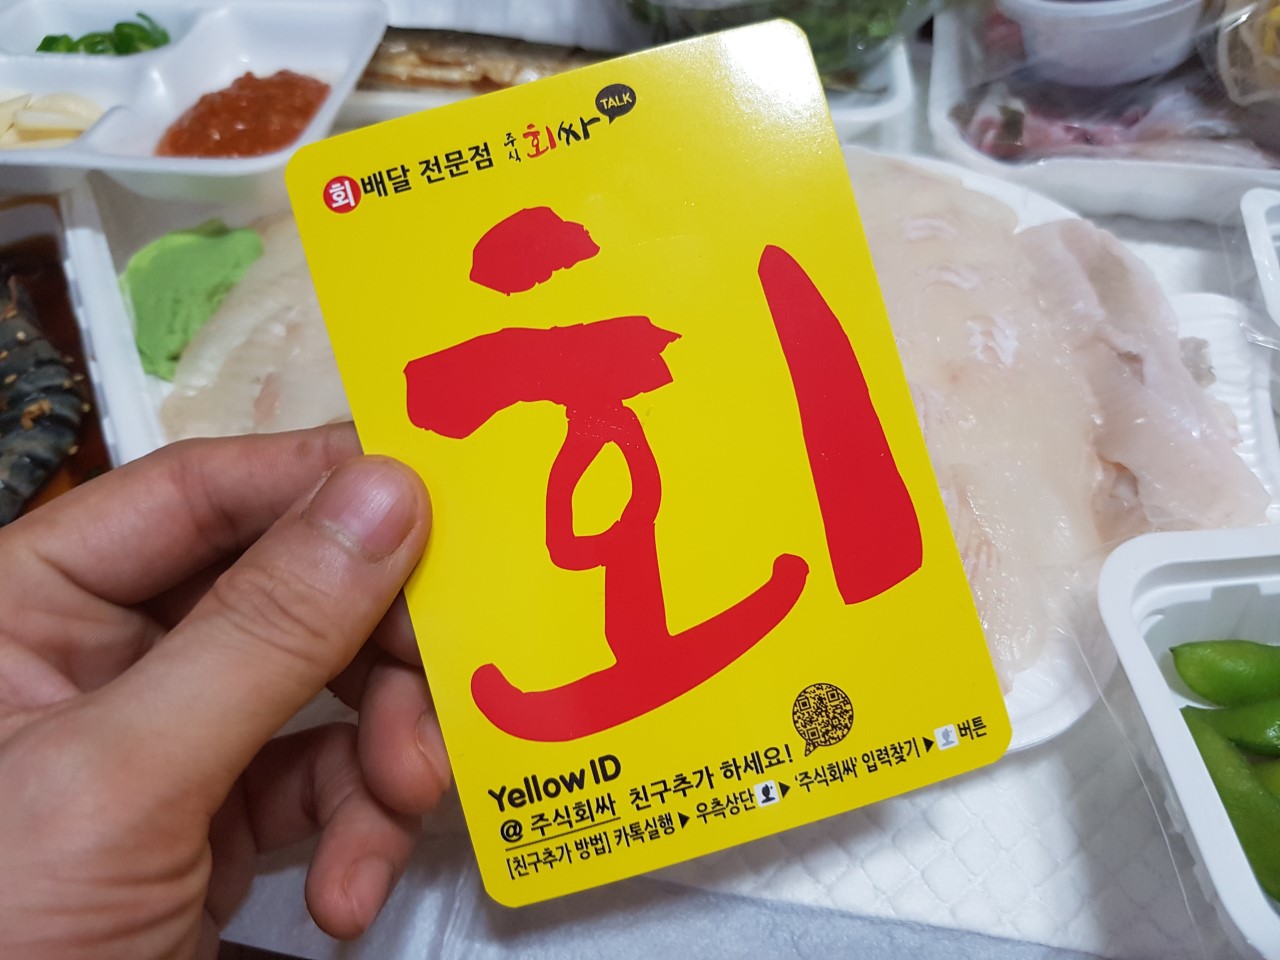 회 배달 전문점 주식 회싸 TALK
회
Yellow ID
@ 주식회싸 친구추가 하세요!
[친구추가 방법] 카톡실행 ▶ 우측상단 ▶ '주식회싸' 입력찾기 ▶ 버튼